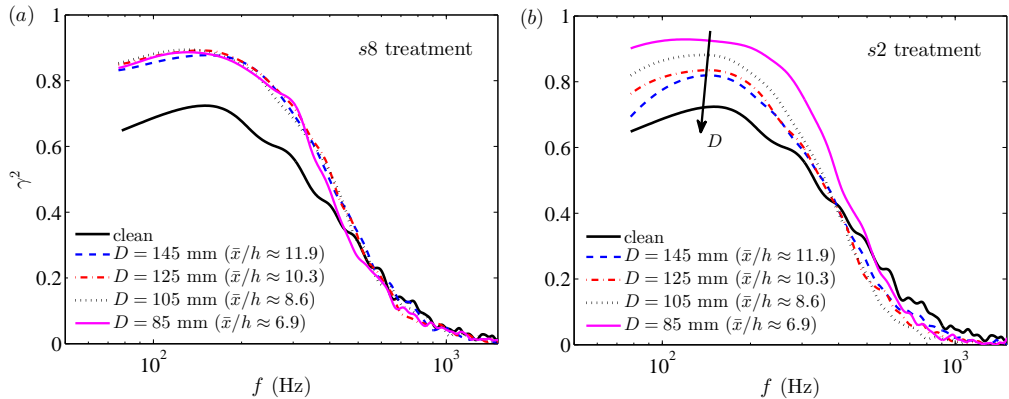 (a)
s8 treatment
1
0.8
0.6
0.4
0.2
0
γ²
clean
D = 145 mm (x̄/h ≈ 11.9)
D = 125 mm (x̄/h ≈ 10.3)
D = 105 mm (x̄/h ≈ 8.6)
D = 85 mm (x̄/h ≈ 6.9)
10² 10³
f (Hz)
(b)
s2 treatment
1
0.8
0.6
0.4
0.2
0
D
clean
D = 145 mm (x̄/h ≈ 11.9)
D = 125 mm (x̄/h ≈ 10.3)
D = 105 mm (x̄/h ≈ 8.6)
D = 85 mm (x̄/h ≈ 6.9)
10² 10³
f (Hz)